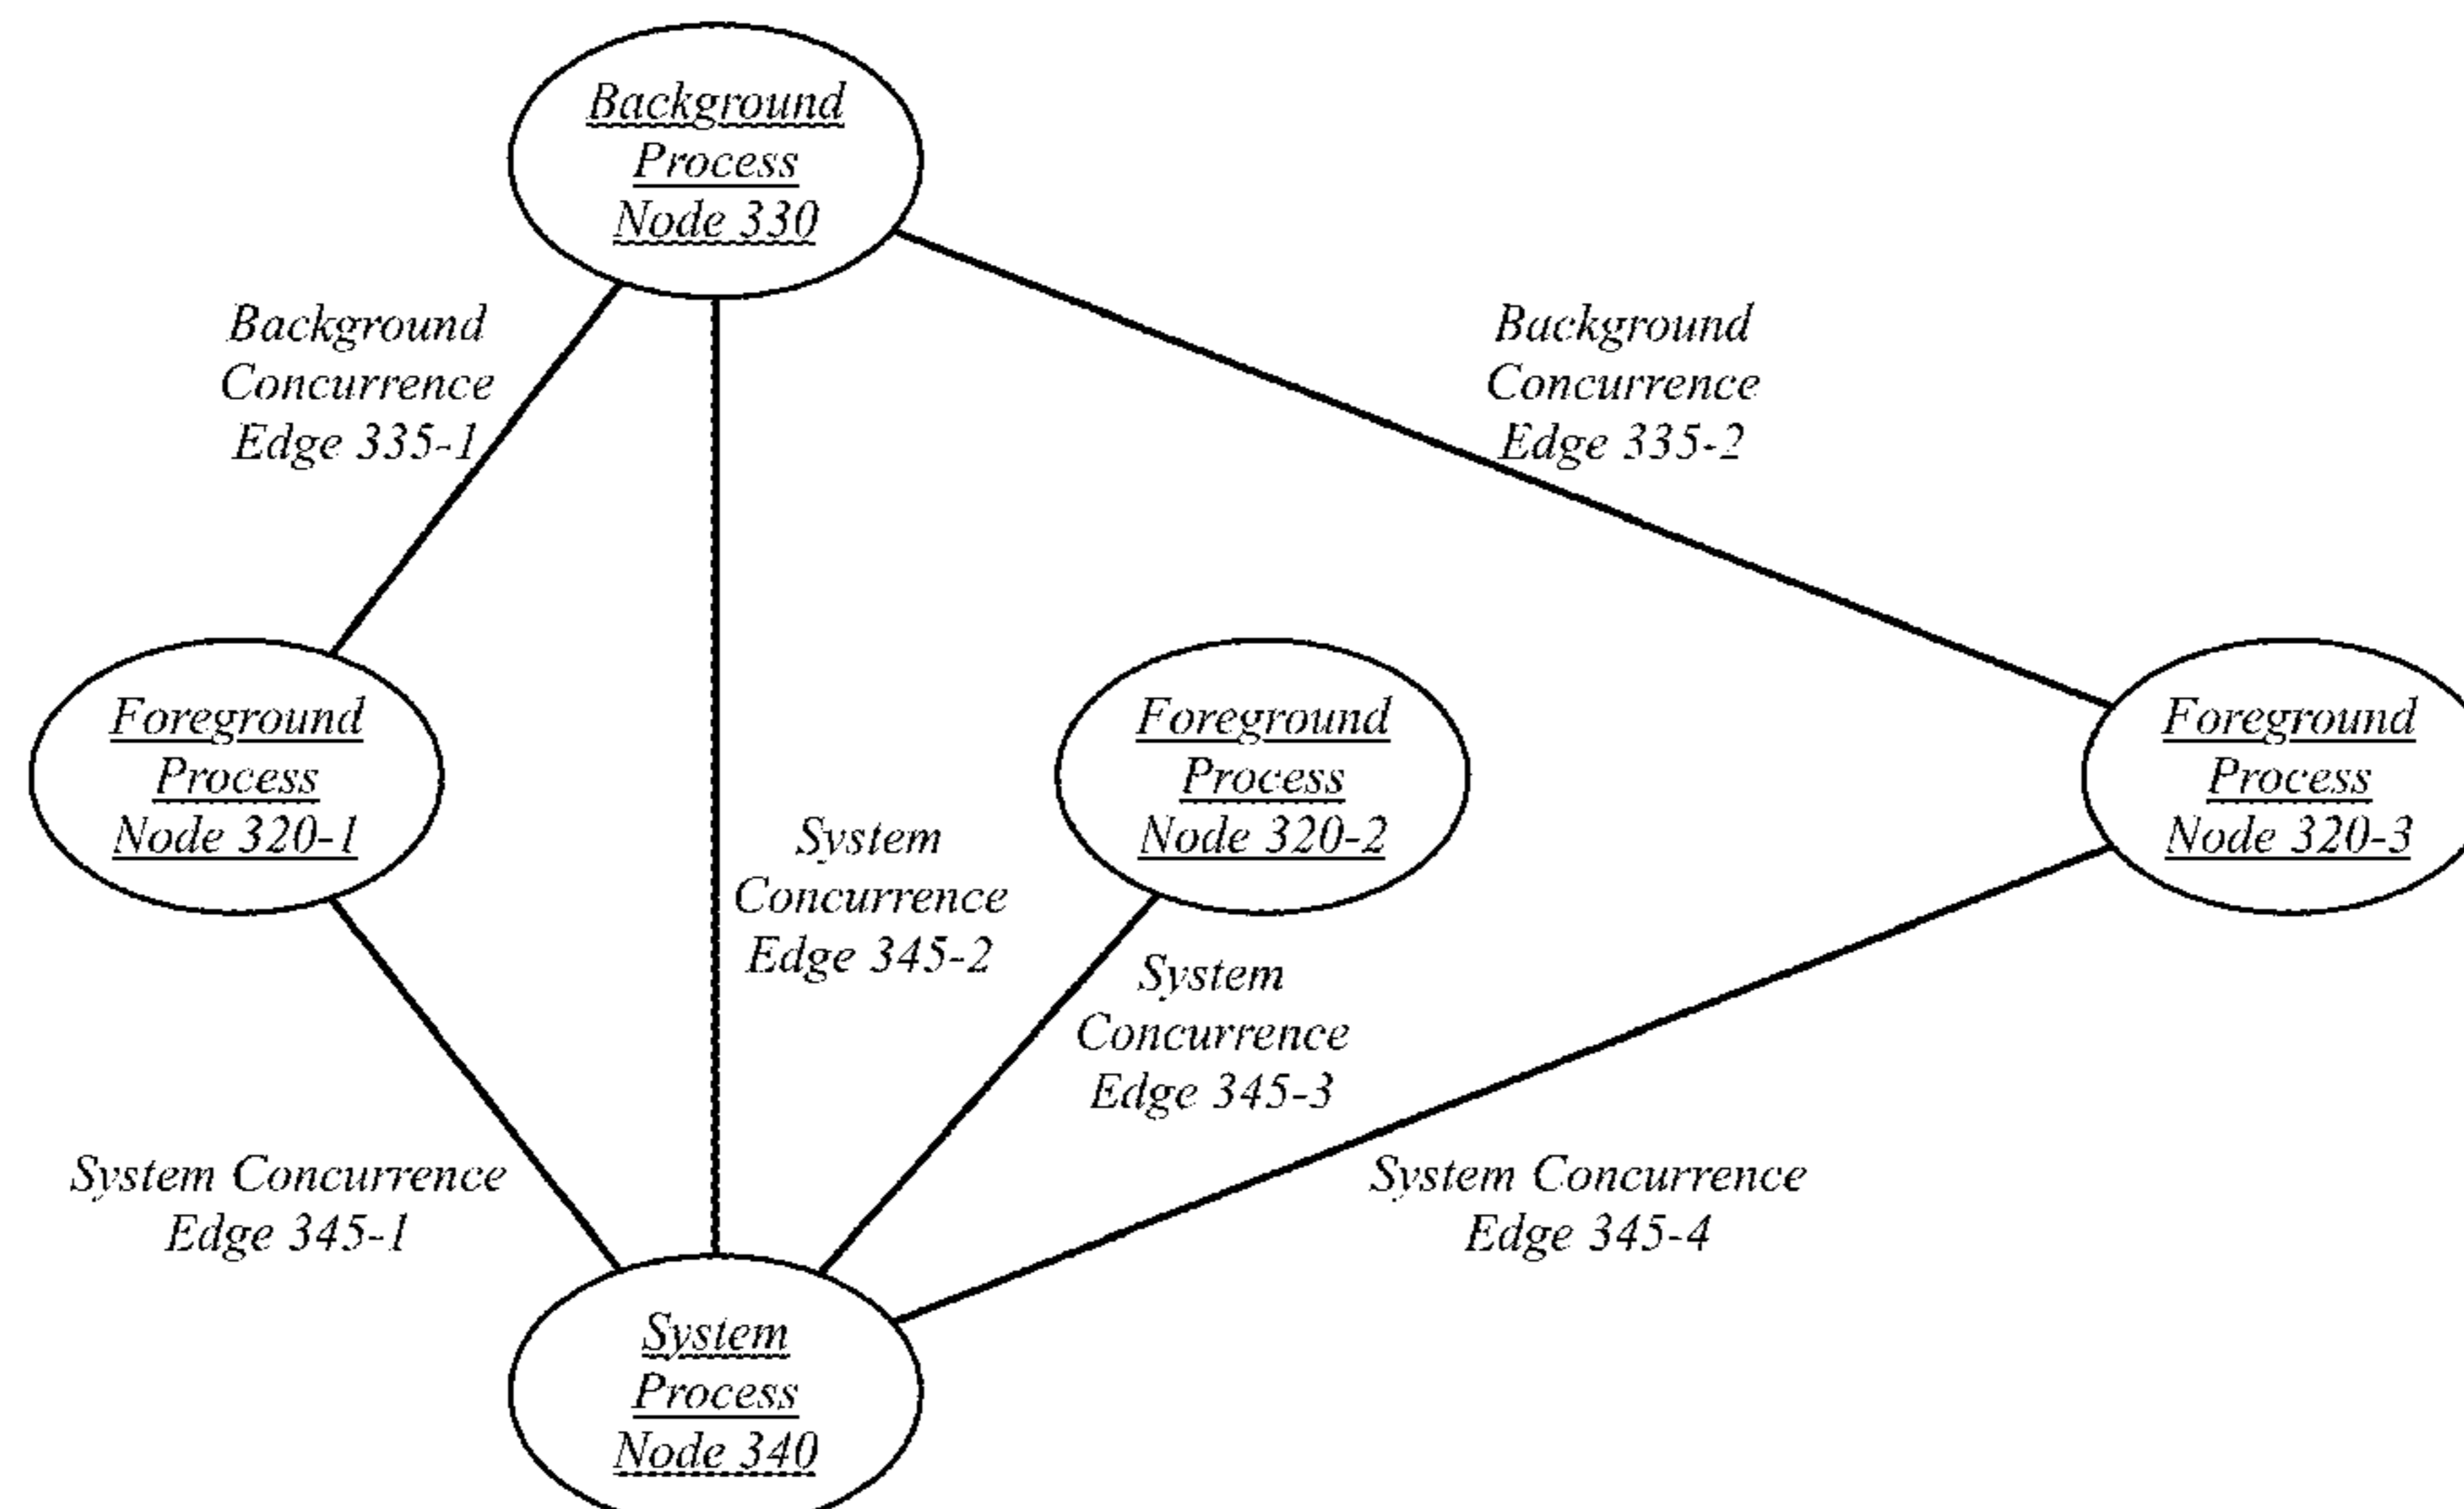 Background
Process
Node 330
Background
Concurrence
Edge 335-1
Background
Concurrence
Edge 335-2
Foreground
Process
Node 320-1
Foreground
Process
Node 320-2
Foreground
Process
Node 320-3
System
Concurrence
Edge 345-2
System
Concurrence
Edge 345-3
System Concurrence
Edge 345-1
System Concurrence
Edge 345-4
System
Process
Node 340